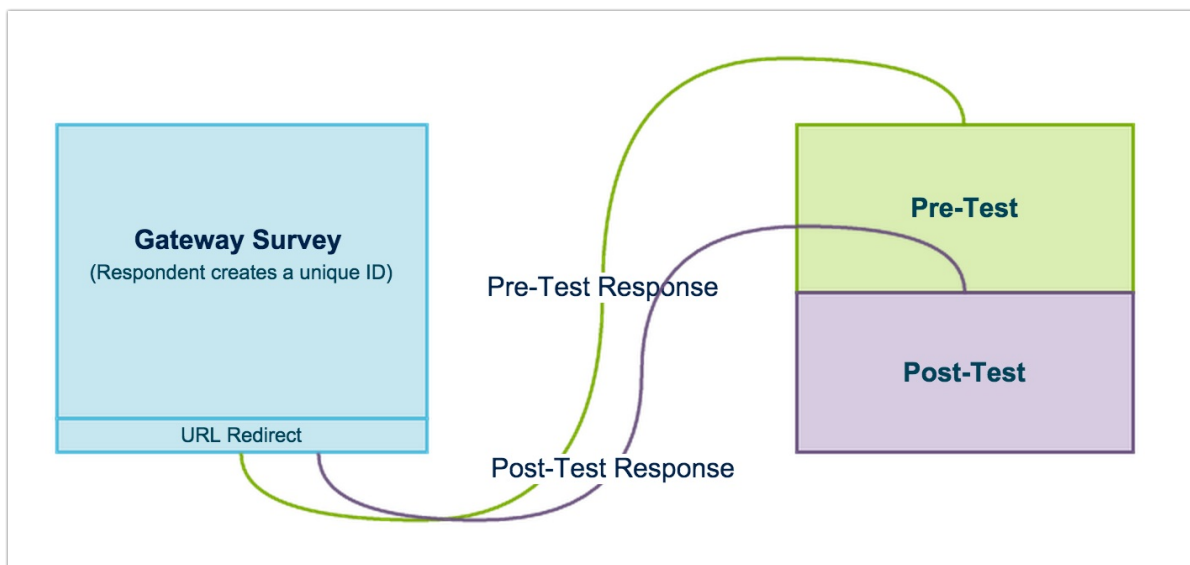 Gateway Survey
(Respondent creates a unique ID)
URL Redirect
Pre-Test Response
Post-Test Response
Pre-Test
Post-Test